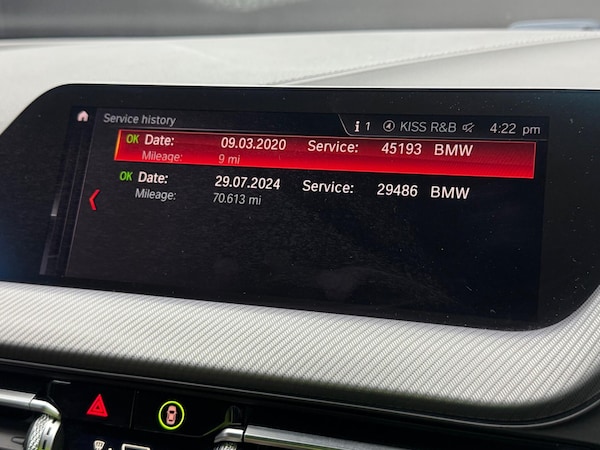 Service history
i 1 KISS R&B 4:22 pm
OK Date: 09.03.2020 Service: 45193 BMW
Mileage: 9 mi
OK Date: 29.07.2024 Service: 29486 BMW
Mileage: 70.613 mi